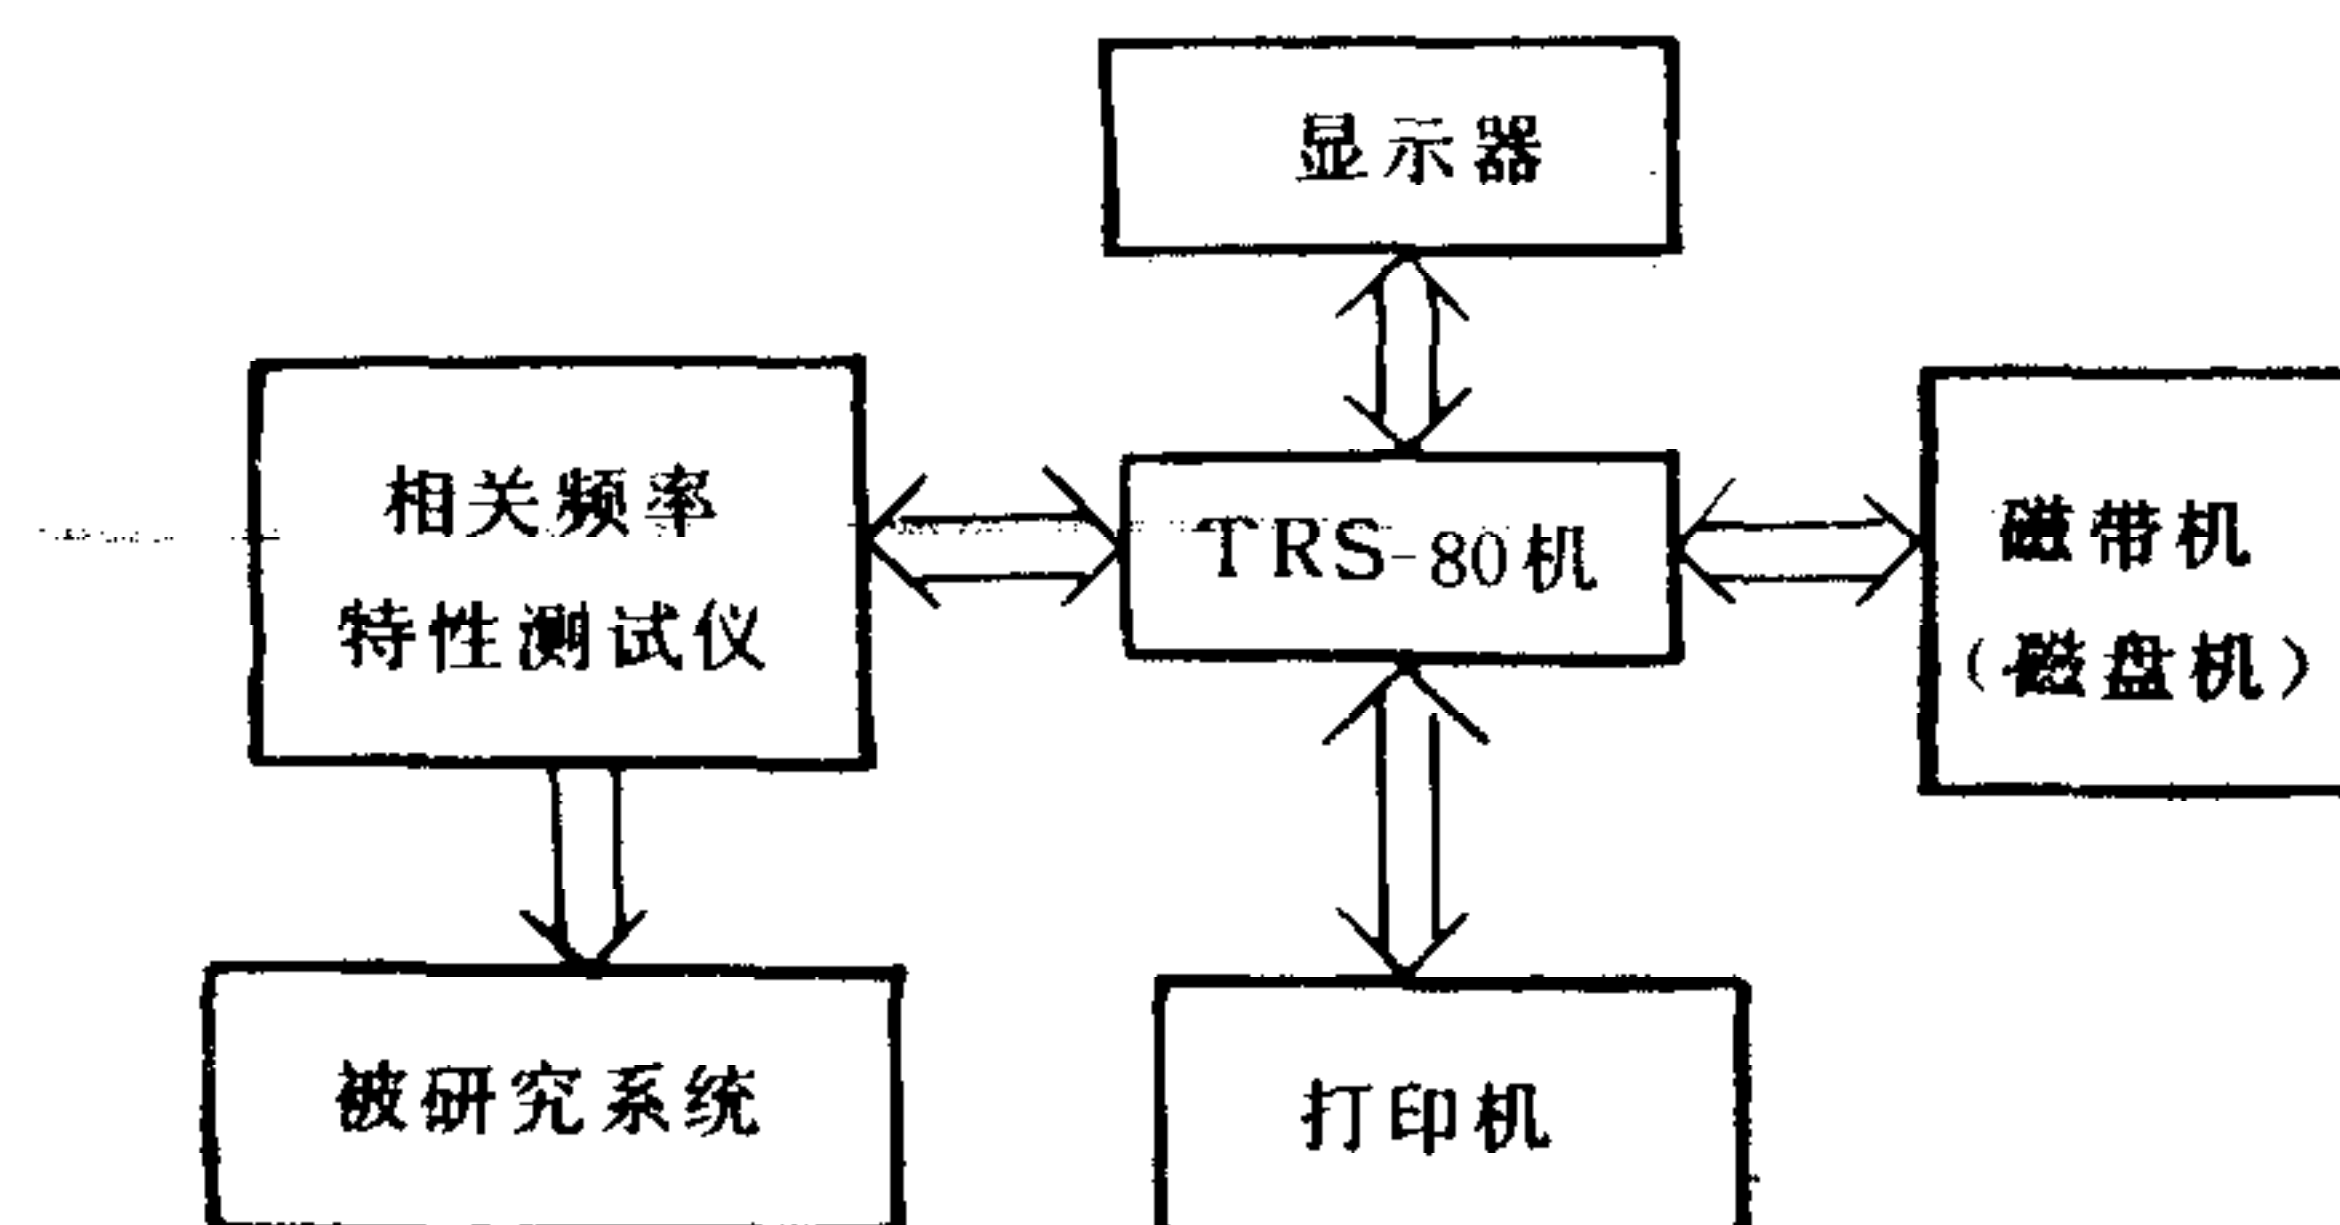 显示器
相关频率
特性测试仪
TRS-80机
磁带机
(磁盘机)
被研究系统
打印机